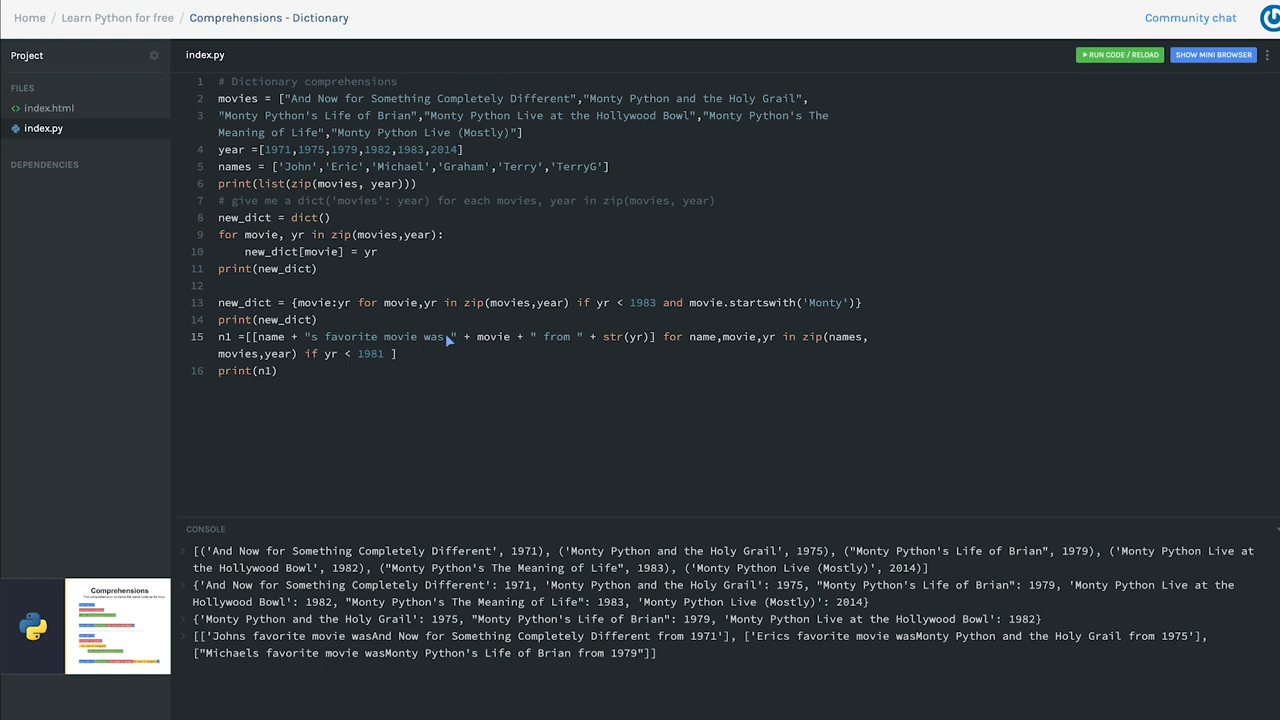 Home / Learn Python for free / Comprehensions - Dictionary
Community chat
Project
index.py
RUN CODE / RELOAD
SHOW MINI BROWSER
FILES
index.html
index.py
DEPENDENCIES
1 # Dictionary comprehensions
2 movies = ["And Now for Something Completely Different","Monty Python and the Holy Grail",
3 "Monty Python's Life of Brian","Monty Python Live at the Hollywood Bowl","Monty Python's The
Meaning of Life","Monty Python Live (Mostly)"]
4 year =[1971,1975,1979,1982,1983,2014]
5 names = ['John','Eric','Michael','Graham','Terry','TerryG']
6 print(list(zip(movies, year)))
7 # give me a dict('movies': year) for each movies, year in zip(movies, year)
8 new_dict = dict()
9 for movie, yr in zip(movies,year):
10 new_dict[movie] = yr
11 print(new_dict)
12
13 new_dict = {movie:yr for movie,yr in zip(movies,year) if yr < 1983 and movie.startswith('Monty')}
14 print(new_dict)
15 n1 =[[name + "s favorite movie was " + movie + " from " + str(yr)] for name,movie,yr in zip(names,
movies,year) if yr < 1981 ]
16 print(n1)
CONSOLE
[('And Now for Something Completely Different', 1971), ('Monty Python and the Holy Grail', 1975), ("Monty Python's Life of Brian", 1979), ('Monty Python Live at
the Hollywood Bowl', 1982), ("Monty Python's The Meaning of Life", 1983), ('Monty Python Live (Mostly)', 2014)]
{'And Now for Something Completely Different': 1971, 'Monty Python and the Holy Grail': 1975, "Monty Python's Life of Brian": 1979, 'Monty Python Live at the
Hollywood Bowl': 1982, "Monty Python's The Meaning of Life": 1983, 'Monty Python Live (Mostly)': 2014}
{'Monty Python and the Holy Grail': 1975, "Monty Python's Life of Brian": 1979, 'Monty Python Live at the Hollywood Bowl': 1982}
[['Johns favorite movie wasAnd Now for Something Completely Different from 1971'], ['Erics favorite movie wasMonty Python and the Holy Grail from 1975'],
["Michaels favorite movie wasMonty Python's Life of Brian from 1979"]]
Comprehensions